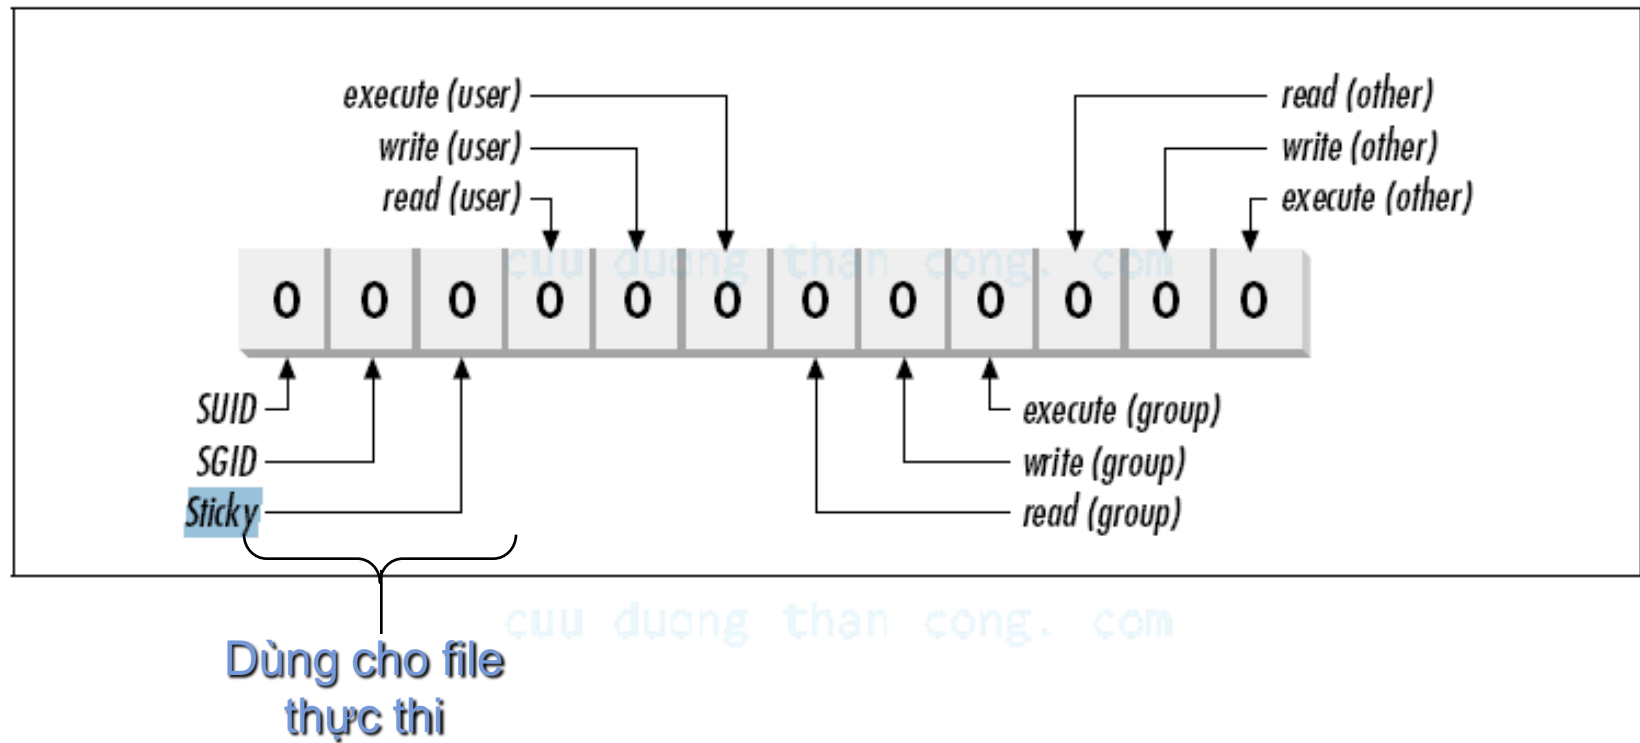 execute (user)
write (user)
read (user)
read (other)
write (other)
execute (other)
cuu duong than cong. com
0 0 0 0 0 0 0 0 0 0 0 0
SUID
SGID
Sticky
execute (group)
write (group)
read (group)
cuu duong than cong. com
Dùng cho file
thực thi